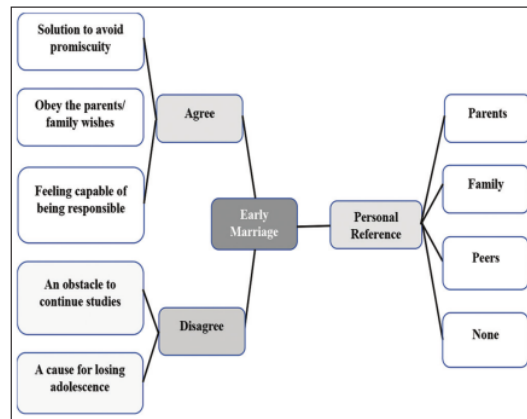 Solution to avoid
promiscuity
Obey the parents/
family wishes
Feeling capable of
being responsible
An obstacle to
continue studies
A cause for losing
adolescence
Agree
Disagree
Early
Marriage
Personal
Reference
Parents
Family
Peers
None